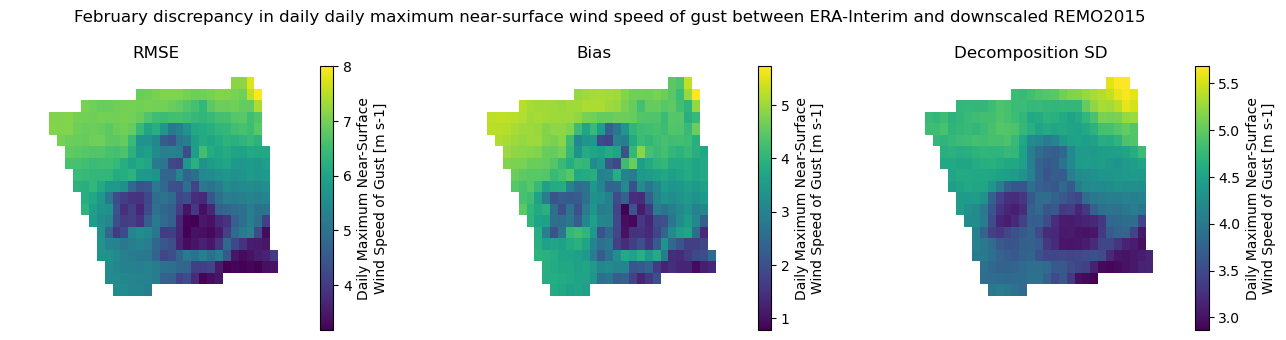 February discrepancy in daily daily maximum near-surface wind speed of gust between ERA-Interim and downscaled REMO2015
RMSE
8
7
6
5
4
Daily Maximum Near-Surface
Wind Speed of Gust [m s-1]
Bias
5
4
3
2
1
Daily Maximum Near-Surface
Wind Speed of Gust [m s-1]
Decomposition SD
5.5
5.0
4.5
4.0
3.5
3.0
Daily Maximum Near-Surface
Wind Speed of Gust [m s-1]